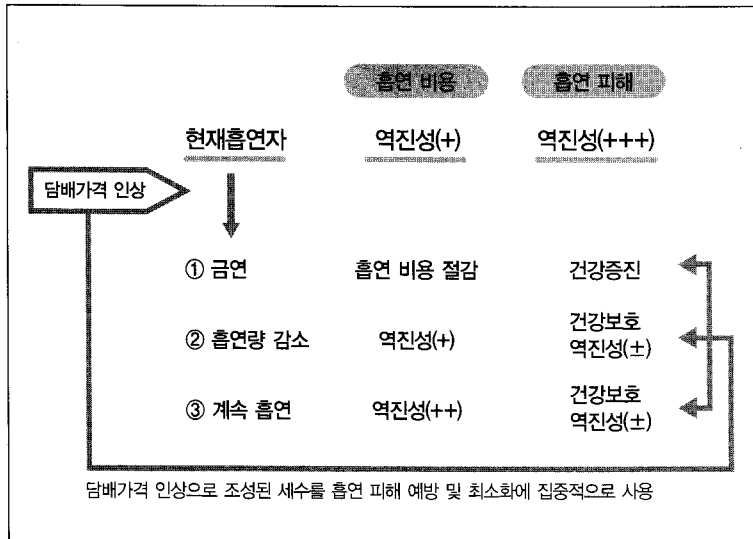 흡연 비용 흡연 피해
현재흡연자 역진성(+) 역진성(+++)
담배가격 인상
① 금연 흡연 비용 절감 건강증진
② 흡연량 감소 역진성(+) 건강보호
역진성(±)
③ 계속 흡연 역진성(++) 건강보호
역진성(±)
담배가격 인상으로 조성된 세수를 흡연 피해 예방 및 최소화에 집중적으로 사용